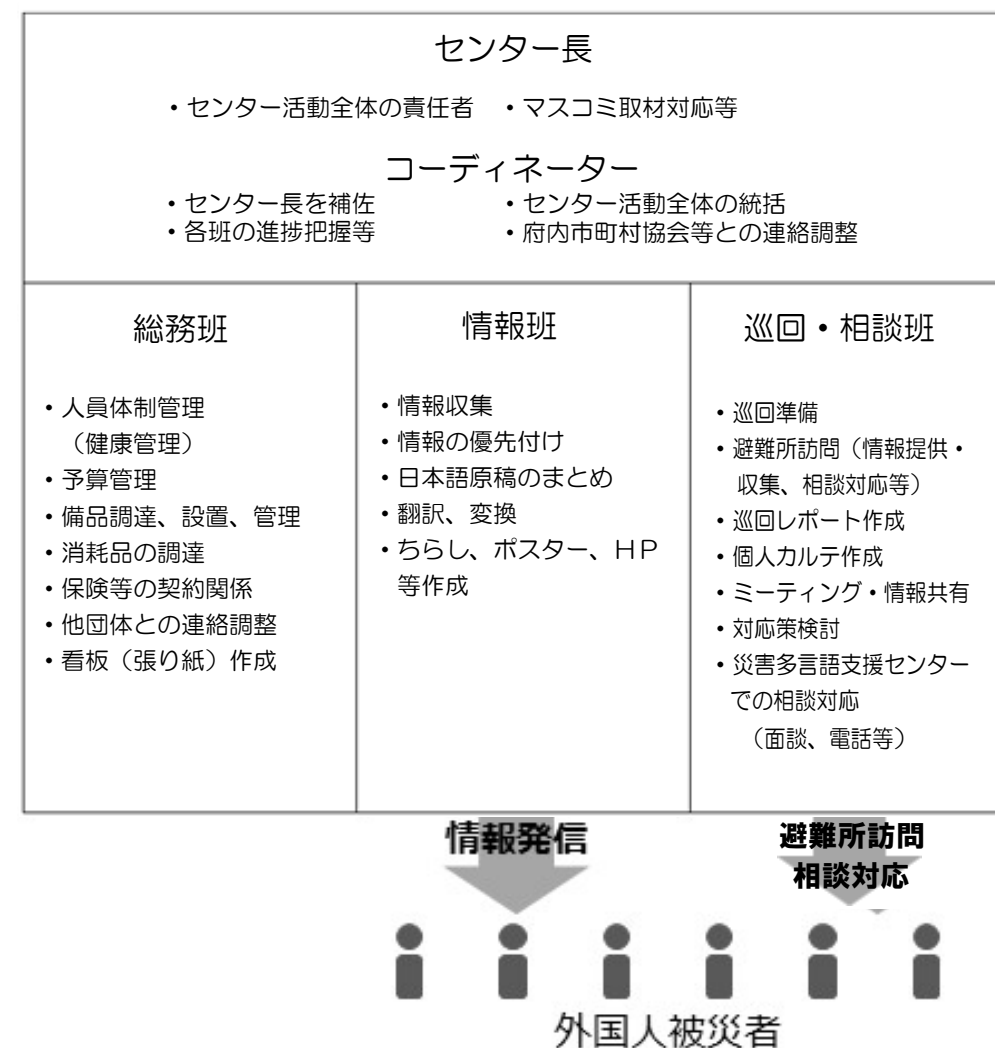 センター長
・センター活動全体の責任者 ・マスコミ取材対応等
コーディネーター
・センター長を補佐 ・センター活動全体の統括
・各班の進捗把握等 ・府内市町村協会等との連絡調整
総務班
・人員体制管理
（健康管理）
・予算管理
・備品調達、設置、管理
・消耗品の調達
・保険等の契約関係
・他団体との連絡調整
・看板（張り紙）作成
情報班
・情報収集
・情報の優先付け
・日本語原稿のまとめ
・翻訳、変換
・ちらし、ポスター、ＨＰ
等作成
巡回・相談班
・巡回準備
・避難所訪問（情報提供・
収集、相談対応等）
・巡回レポート作成
・個人カルテ作成
・ミーティング・情報共有
・対応策検討
・災害多言語支援センター
での相談対応
（面談、電話等）
情報発信
避難所訪問
相談対応
外国人被災者